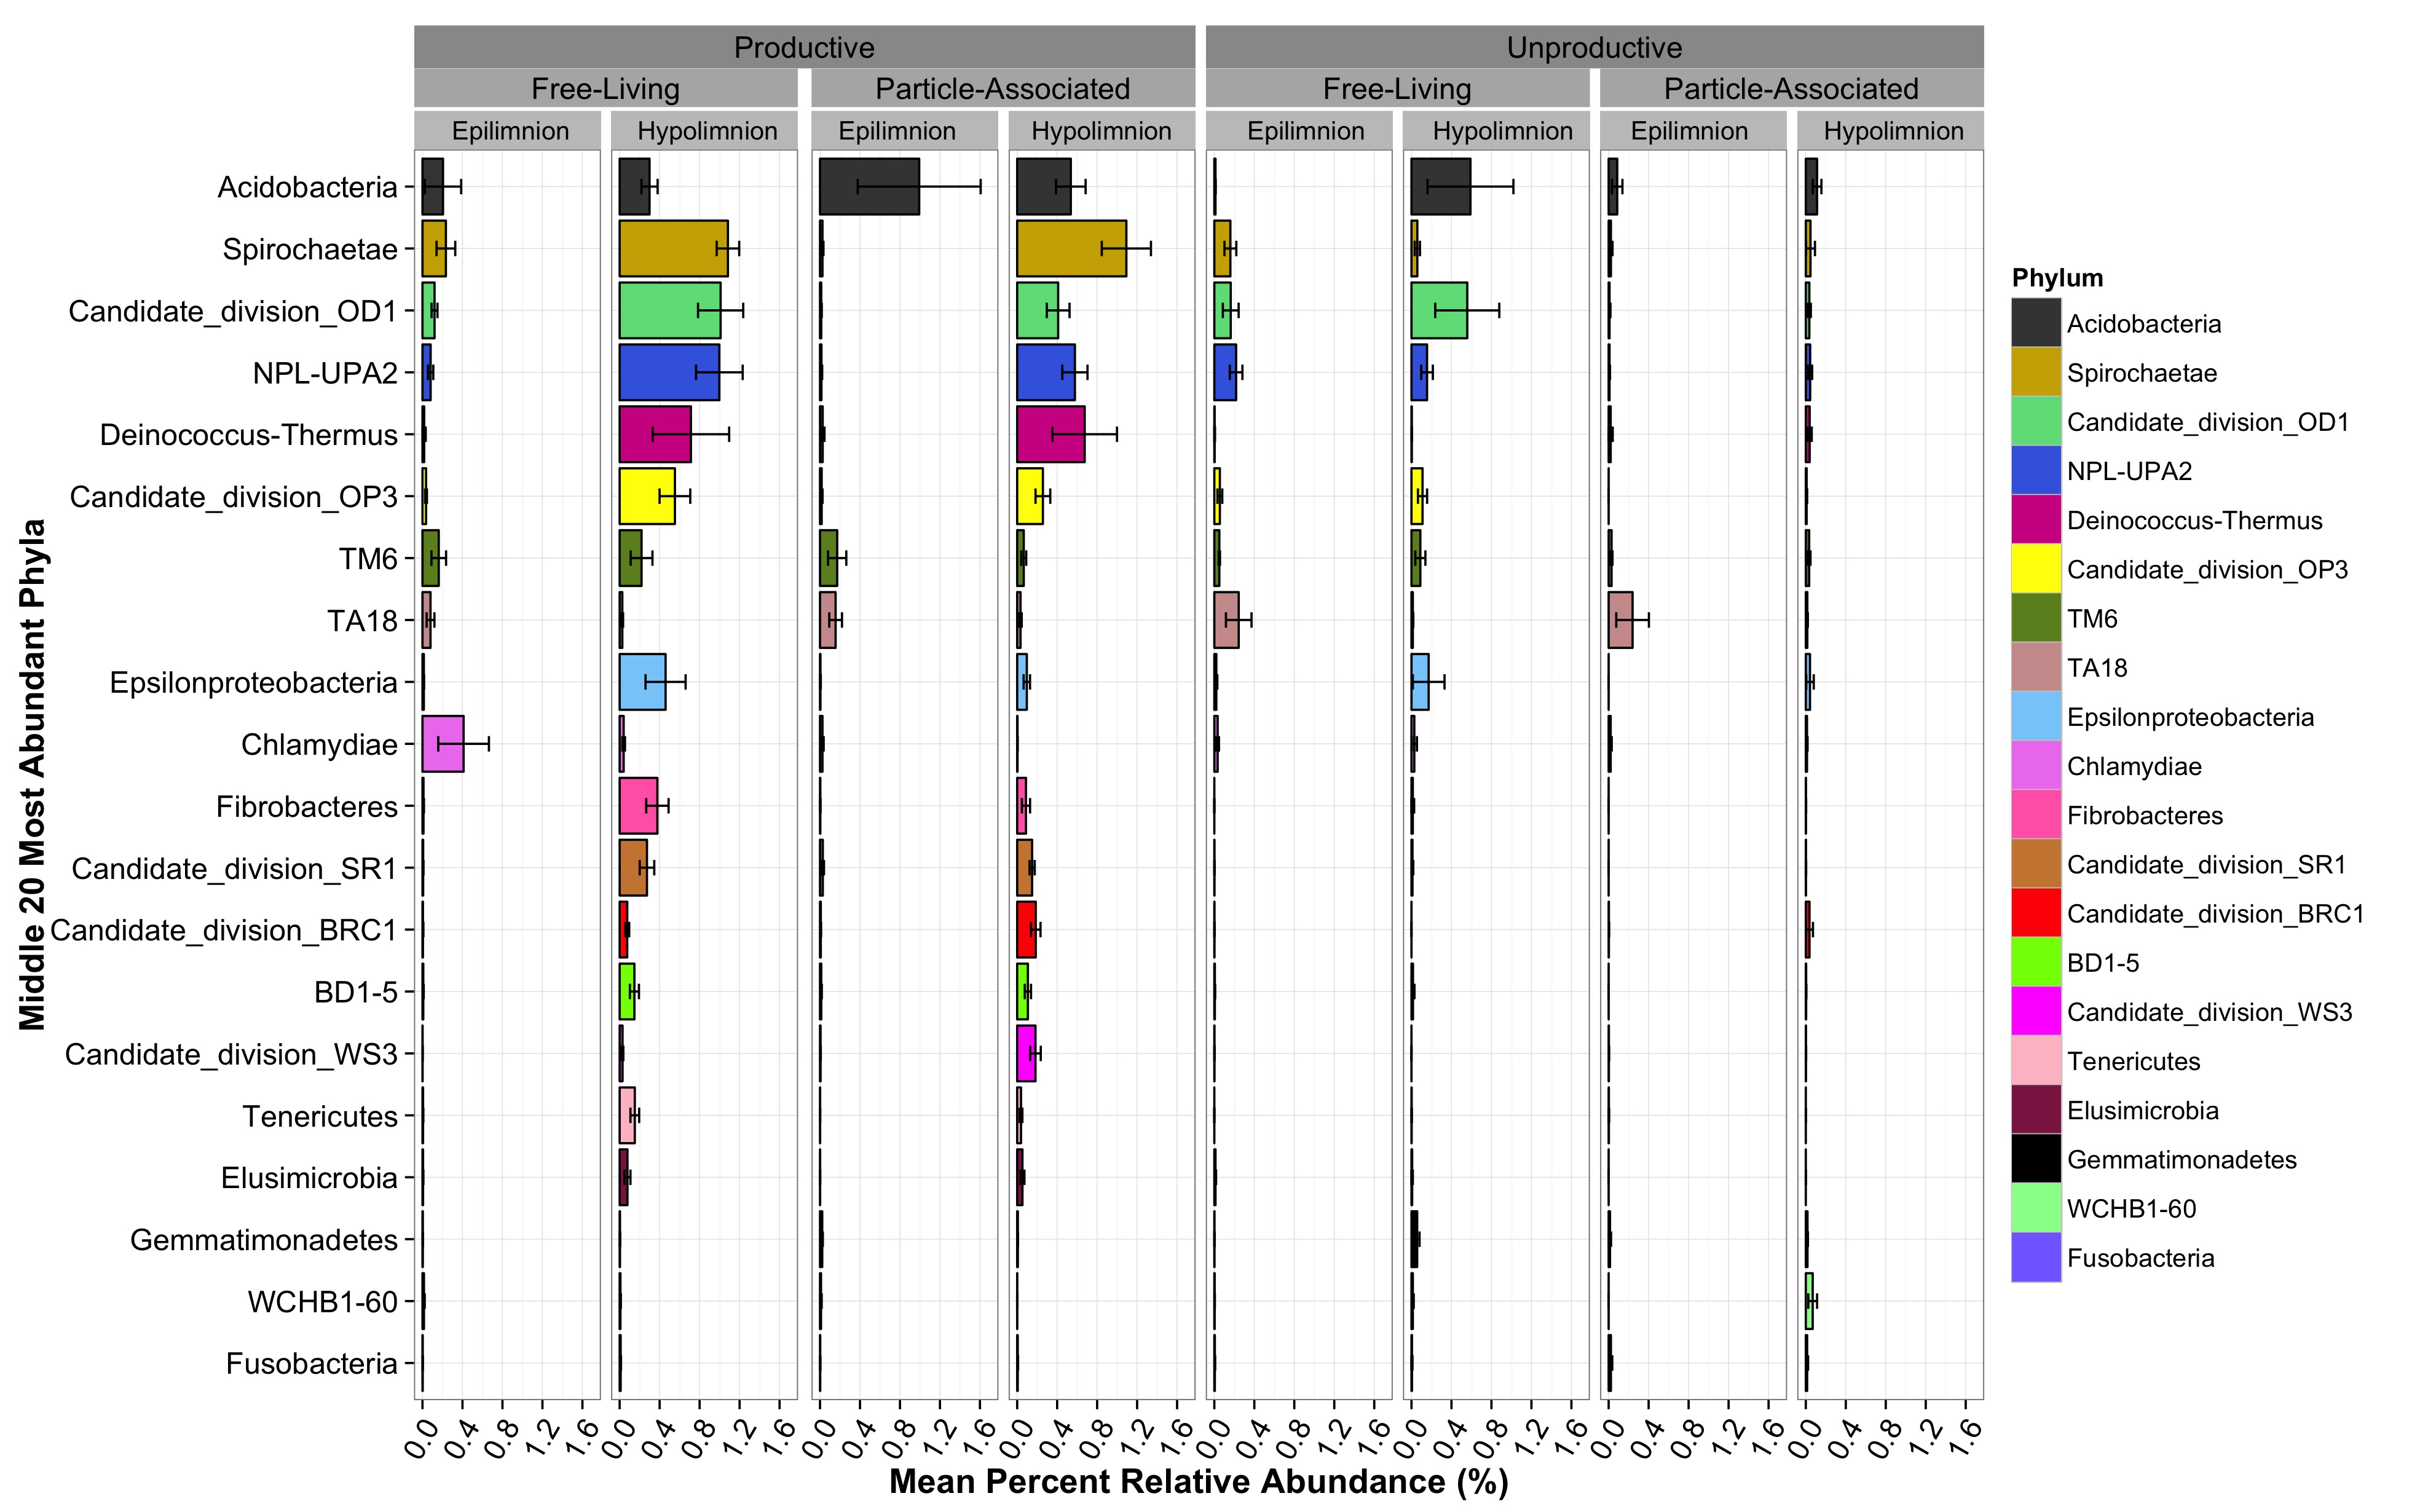 Productive Unproductive
Free-Living Particle-Associated Free-Living Particle-Associated
Epilimnion Hypolimnion Epilimnion Hypolimnion Epilimnion Hypolimnion Epilimnion Hypolimnion
Middle 20 Most Abundant Phyla
Acidobacteria
Spirochaetae
Candidate_division_OD1
NPL-UPA2
Deinococcus-Thermus
Candidate_division_OP3
TM6
TA18
Epsilonproteobacteria
Chlamydiae
Fibrobacteres
Candidate_division_SR1
Candidate_division_BRC1
BD1-5
Candidate_division_WS3
Tenericutes
Elusimicrobia
Gemmatimonadetes
WCHB1-60
Fusobacteria
0.0 0.4 0.8 1.2 1.6 0.0 0.4 0.8 1.2 1.6 0.0 0.4 0.8 1.2 1.6 0.0 0.4 0.8 1.2 1.6 0.0 0.4 0.8 1.2 1.6 0.0 0.4 0.8 1.2 1.6 0.0 0.4 0.8 1.2 1.6 0.0 0.4 0.8 1.2 1.6
Mean Percent Relative Abundance (%)
Phylum
Acidobacteria
Spirochaetae
Candidate_division_OD1
NPL-UPA2
Deinococcus-Thermus
Candidate_division_OP3
TM6
TA18
Epsilonproteobacteria
Chlamydiae
Fibrobacteres
Candidate_division_SR1
Candidate_division_BRC1
BD1-5
Candidate_division_WS3
Tenericutes
Elusimicrobia
Gemmatimonadetes
WCHB1-60
Fusobacteria